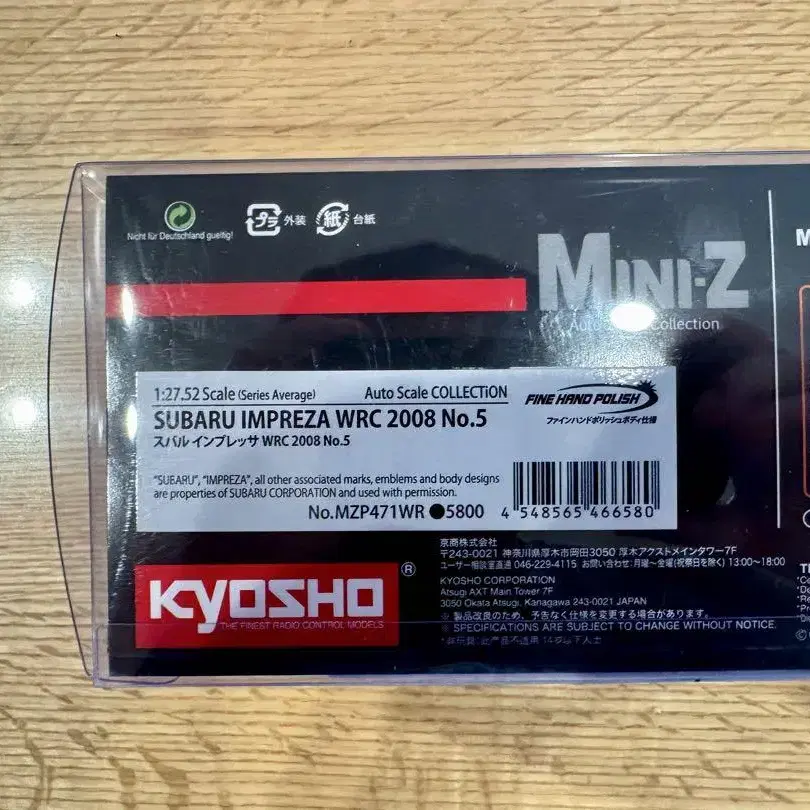 Nicht für Deutschland gueltig!
プラ 外装 紙 台紙
MINI-Z
Auto Collection
1:27.52 Scale (Series Average) Auto Scale COLLECTiON
SUBARU IMPREZA WRC 2008 No.5
スバル インプレッサ WRC 2008 No.5
FINE HAND POLISH
ファインハンドポリッシュボディ仕様
"SUBARU", "IMPREZA", all other associated marks, emblems and body designs
are properties of SUBARU CORPORATION and used with permission.
No.MZP471WR ●5800
4 548565 466580
KYOSHO ®
THE FINEST RADIO CONTROL MODELS
京商株式会社
〒243-0021 神奈川県厚木市岡田3050 厚木アクストメインタワー7F
ユーザー相談室直通 046-229-4115 お問い合わせ:月曜~金曜(祝祭日を除く) 13:00~18:00
KYOSHO CORPORATION
Atsugi AXT Main Tower 7F
3050 Okata Atsugi, Kanagawa 243-0021 JAPAN
※ 製品改良のため、予告なく仕様を変更する場合があります。
※ SPECIFICATIONS ARE SUBJECT TO CHANGE WITHOUT NOTICE.